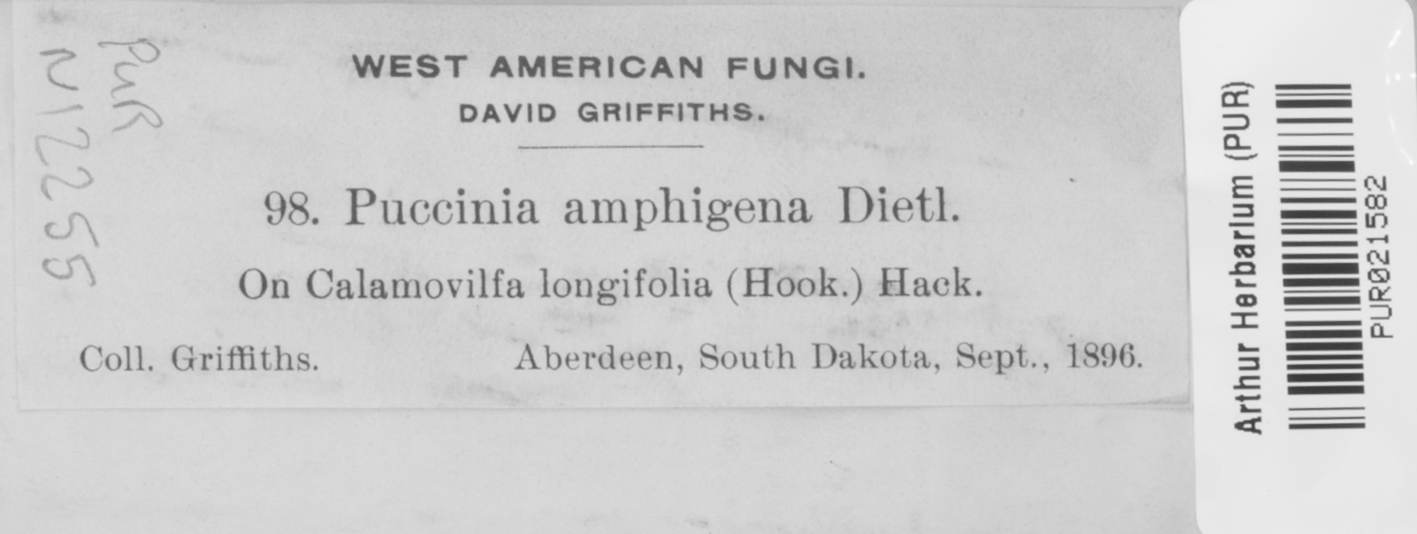 WEST AMERICAN FUNGI.
DAVID GRIFFITHS.
98. Puccinia amphigena Dietl.
On Calamovilfa longifolia (Hook.) Hack.
Coll. Griffiths. Aberdeen, South Dakota, Sept., 1896.
PUR
N12255
Arthur Herbarium (PUR)
PUR021582